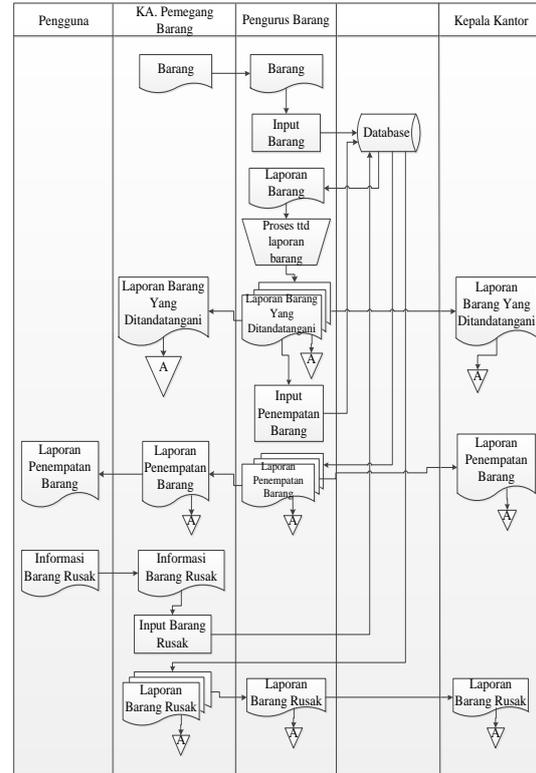 Pengguna
KA. Pemegang
Barang
Pengurus Barang
Kepala Kantor
Barang
Barang
Input
Barang
Database
Laporan
Barang
Proses ttd
laporan
barang
Laporan Barang
Yang
Ditandatangani
A
Laporan Barang
Yang
Ditandatangani
A
Laporan
Barang Yang
Ditandatangani
A
Input
Penempatan
Barang
Laporan
Penempatan
Barang
Laporan
Penempatan
Barang
A
Laporan
Penempatan
Barang
A
Laporan
Penempatan
Barang
A
Informasi
Barang Rusak
Informasi
Barang Rusak
Input Barang
Rusak
Laporan
Barang Rusak
A
Laporan
Barang Rusak
A
Laporan
Barang Rusak
A